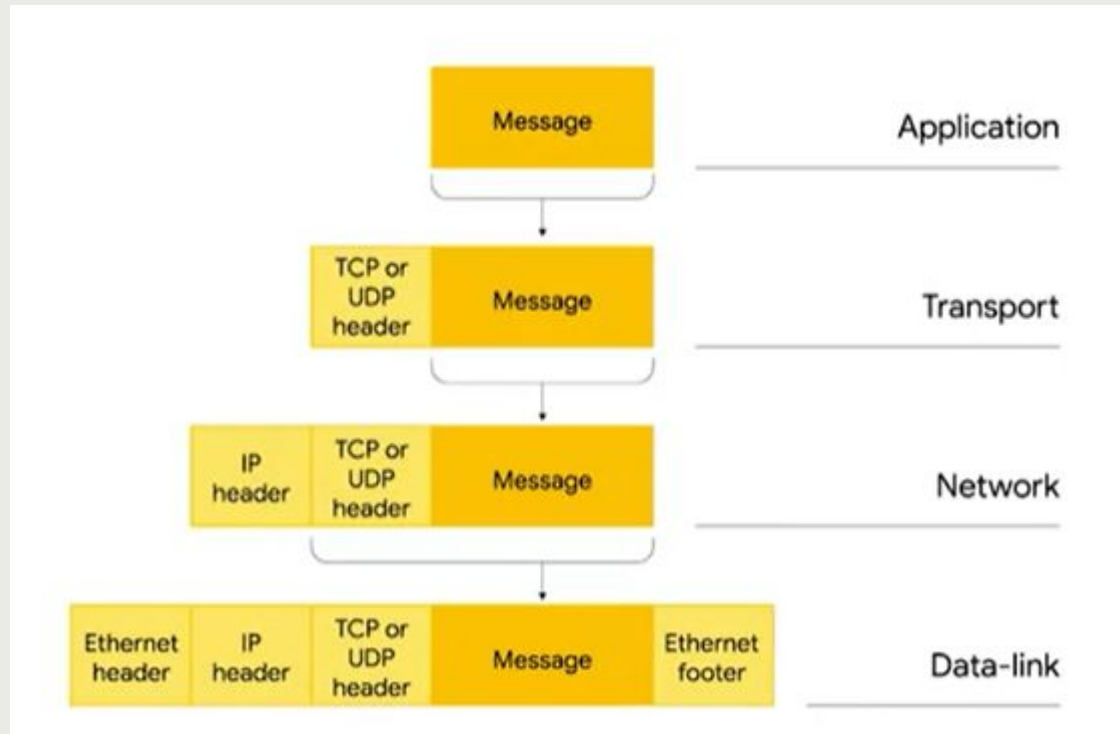 Message
Application
TCP or
UDP
header
Message
Transport
IP
header
TCP or
UDP
header
Message
Network
Ethernet
header
IP
header
TCP or
UDP
header
Message
Ethernet
footer
Data-link